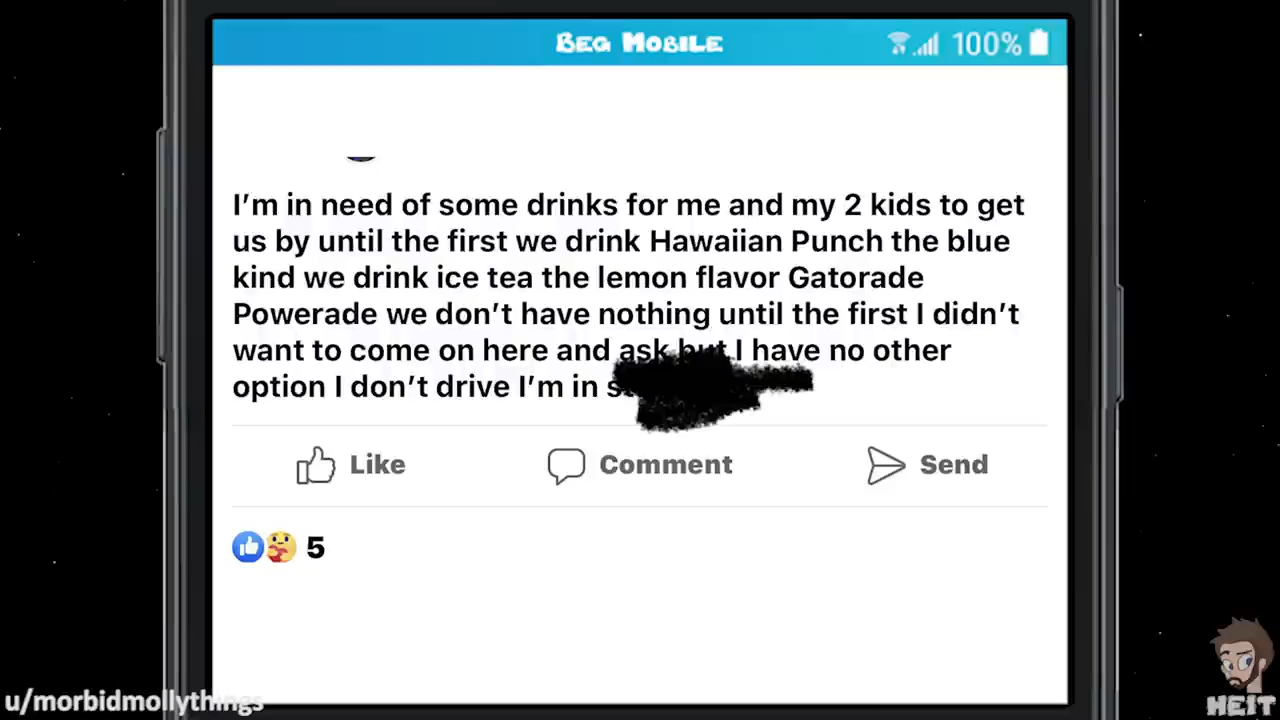 Beg Mobile
100%
I'm in need of some drinks for me and my 2 kids to get
us by until the first we drink Hawaiian Punch the blue
kind we drink ice tea the lemon flavor Gatorade
Powerade we don't have nothing until the first I didn't
want to come on here and ask but I have no other
option I don't drive I'm in
Like
Comment
Send
5
u/morbidmollythings
HEIT